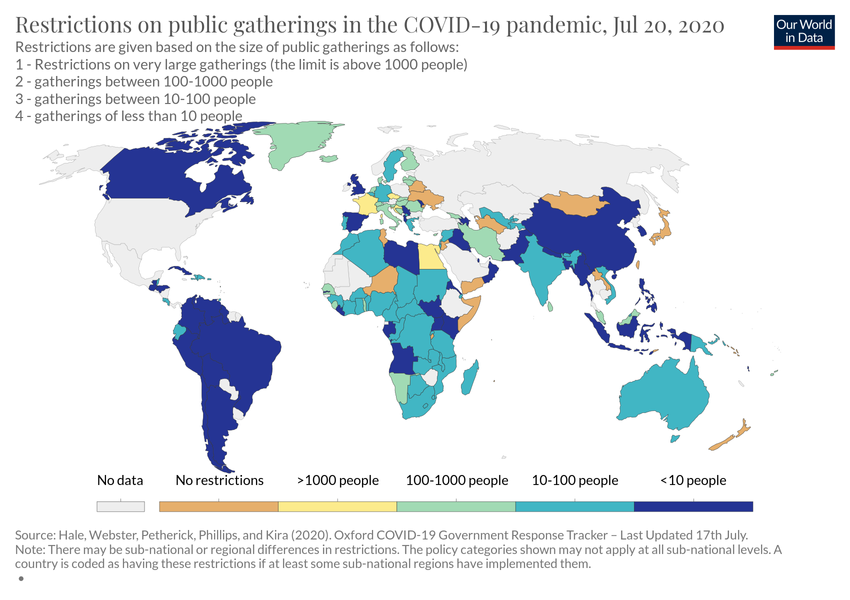 Restrictions on public gatherings in the COVID-19 pandemic, Jul 20, 2020
Our World
in Data
Restrictions are given based on the size of public gatherings as follows:
1 - Restrictions on very large gatherings (the limit is above 1000 people)
2 - gatherings between 100-1000 people
3 - gatherings between 10-100 people
4 - gatherings of less than 10 people
No data
No restrictions
>1000 people
100-1000 people
10-100 people
<10 people
Source: Hale, Webster, Petherick, Phillips, and Kira (2020). Oxford COVID-19 Government Response Tracker – Last Updated 17th July.
Note: There may be sub-national or regional differences in restrictions. The policy categories shown may not apply at all sub-national levels. A
country is coded as having these restrictions if at least some sub-national regions have implemented them.